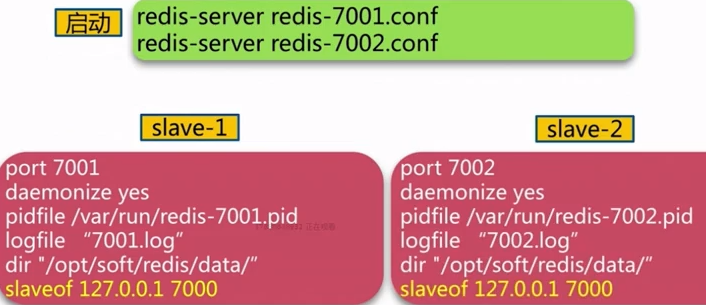 启动
redis-server redis-7001.conf
redis-server redis-7002.conf
slave-1
port 7001
daemonize yes
pidfile /var/run/redis-7001.pid
logfile “7001.log”
dir "/opt/soft/redis/data/”
slaveof 127.0.0.1 7000
slave-2
port 7002
daemonize yes
pidfile /var/run/redis-7002.pid
logfile “7002.log”
dir "/opt/soft/redis/data/”
slaveof 127.0.0.1 7000